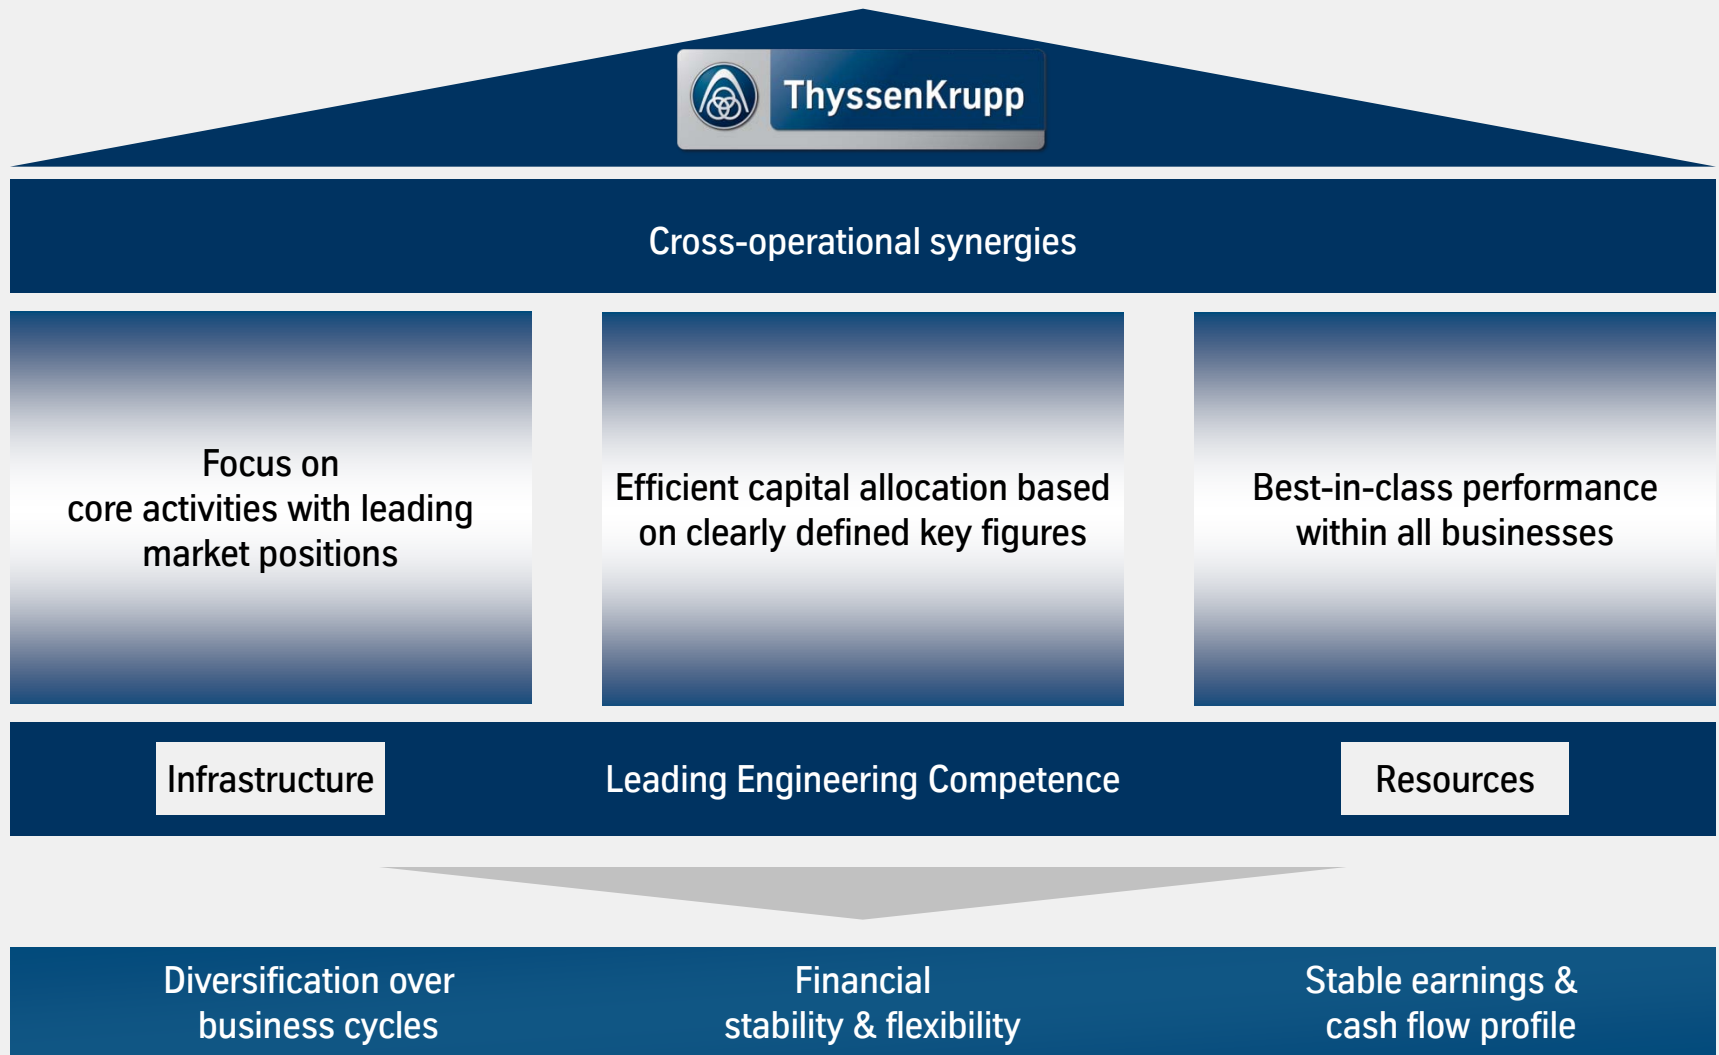 ThyssenKrupp
Cross-operational synergies
Focus on
core activities with leading
market positions
Efficient capital allocation based
on clearly defined key figures
Best-in-class performance
within all businesses
Infrastructure
Leading Engineering Competence
Resources
Diversification over
business cycles
Financial
stability & flexibility
Stable earnings &
cash flow profile